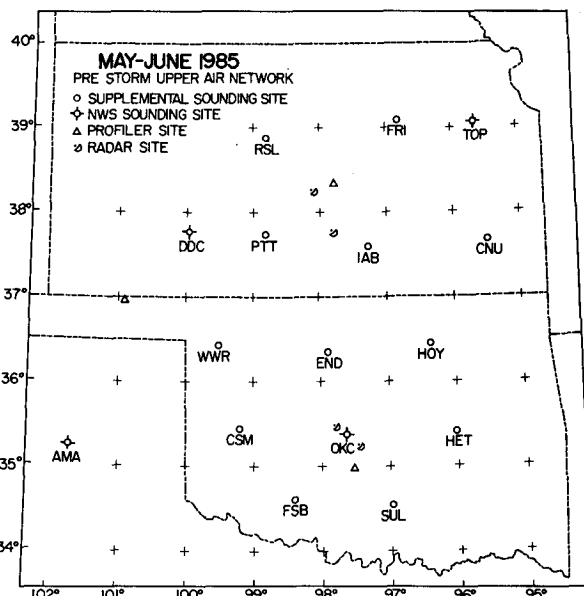 40°
MAY-JUNE 1985
PRE STORM UPPER AIR NETWORK
SUPPLEMENTAL SOUNDING SITE
NWS SOUNDING SITE
PROFILER SITE
RADAR SITE
39°
RSL
FRI
TOP
38°
DDC
PTT
IAB
CNU
37°
WWR
END
HOY
36°
CSM
OKC
HET
AMA
35°
FSB
SUL
34°
102° 101° 100° 99° 98° 97° 96° 95°